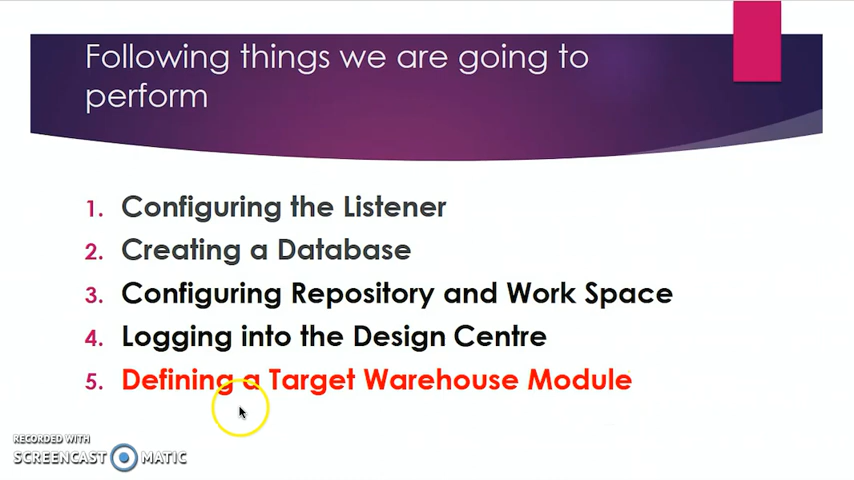 Following things we are going to
perform
1. Configuring the Listener
2. Creating a Database
3. Configuring Repository and Work Space
4. Logging into the Design Centre
5. Defining a Target Warehouse Module
RECORDED WITH
SCREENCAST MATIC